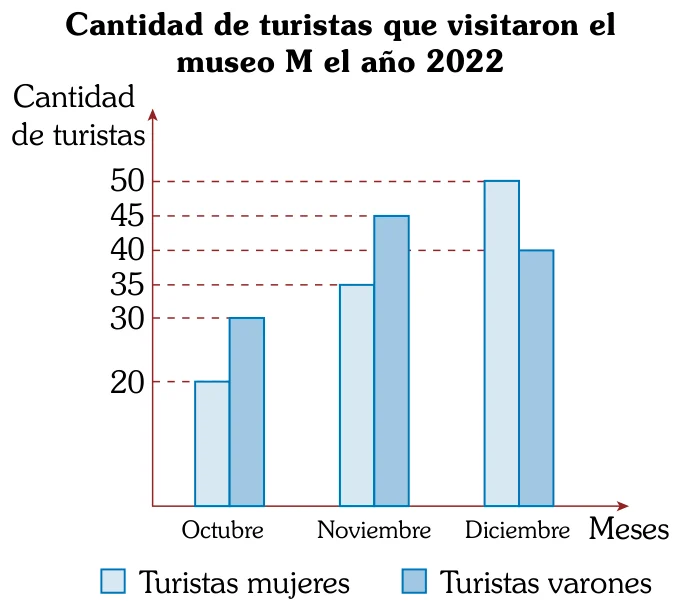 Cantidad de turistas que visitaron el
museo M el año 2022
Cantidad
de turistas
50
45
40
35
30
20
Octubre
Noviembre
Diciembre
Meses
Turistas mujeres
Turistas varones